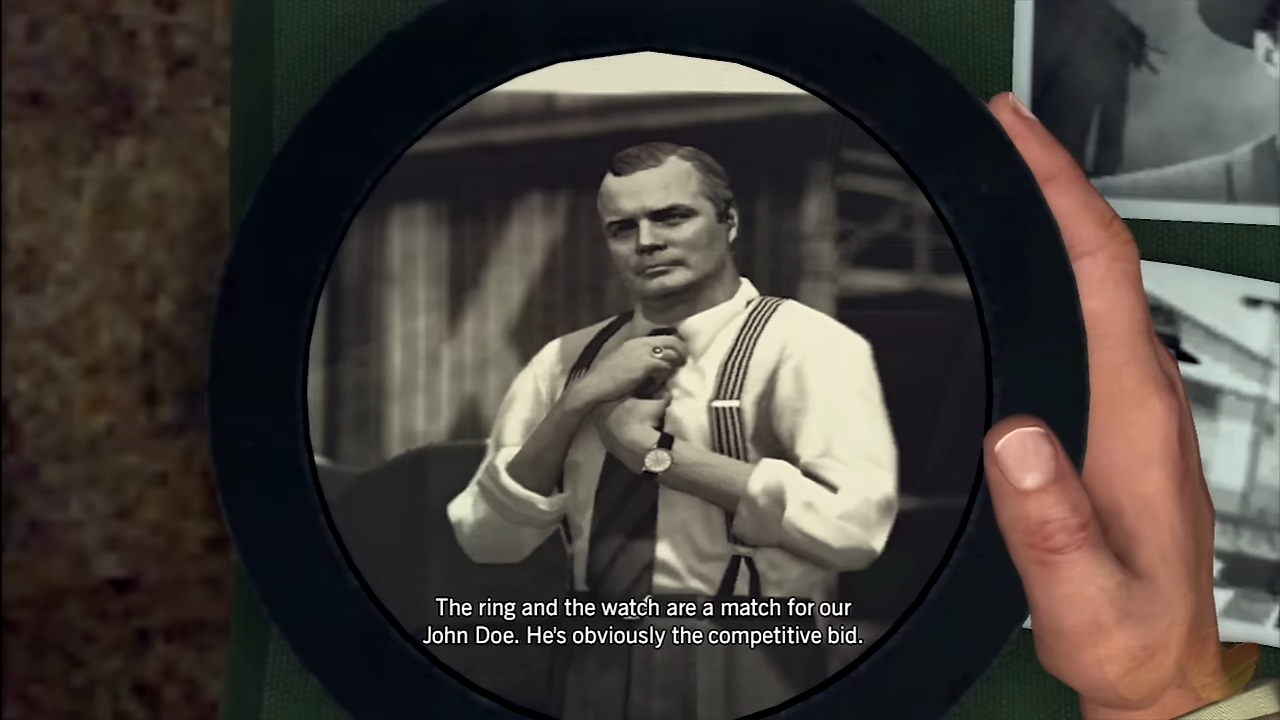 The ring and the watch are a match for our
John Doe. He's obviously the competitive bid.